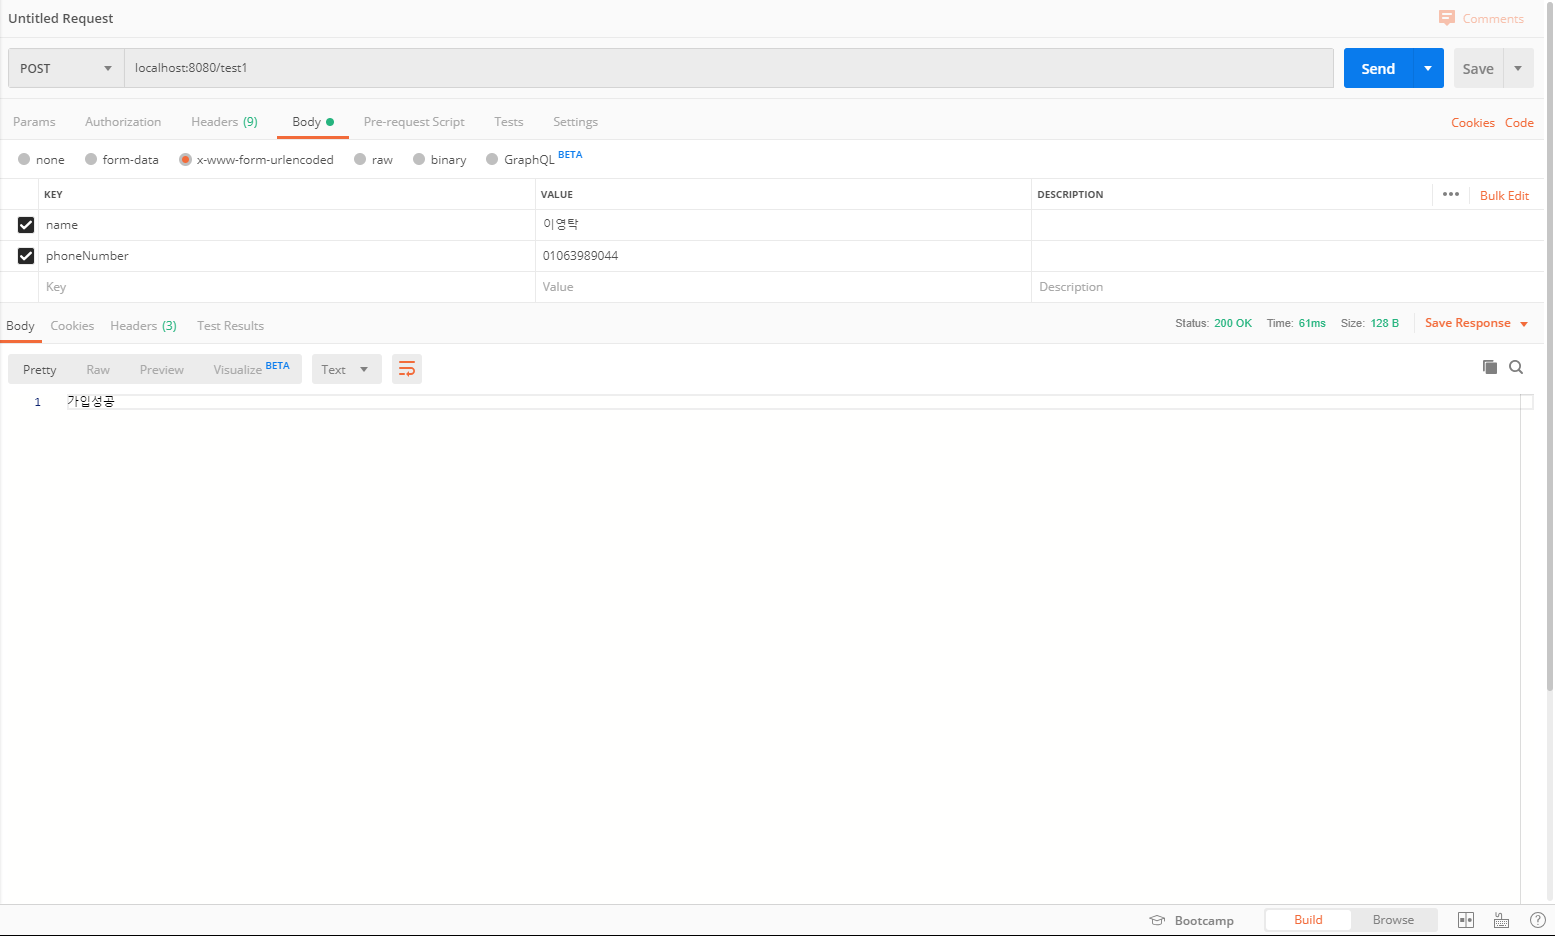 Untitled Request
Comments
POST localhost:8080/test1 Send Save
Params Authorization Headers (9) Body Pre-request Script Tests Settings Cookies Code
none form-data x-www-form-urlencoded raw binary GraphQL BETA
KEY VALUE DESCRIPTION ••• Bulk Edit
name 이영탁
phoneNumber 01063989044
Key Value Description
Body Cookies Headers (3) Test Results Status: 200 OK Time: 61ms Size: 128 B Save Response
Pretty Raw Preview Visualize BETA Text
1 가입성공
Bootcamp Build Browse